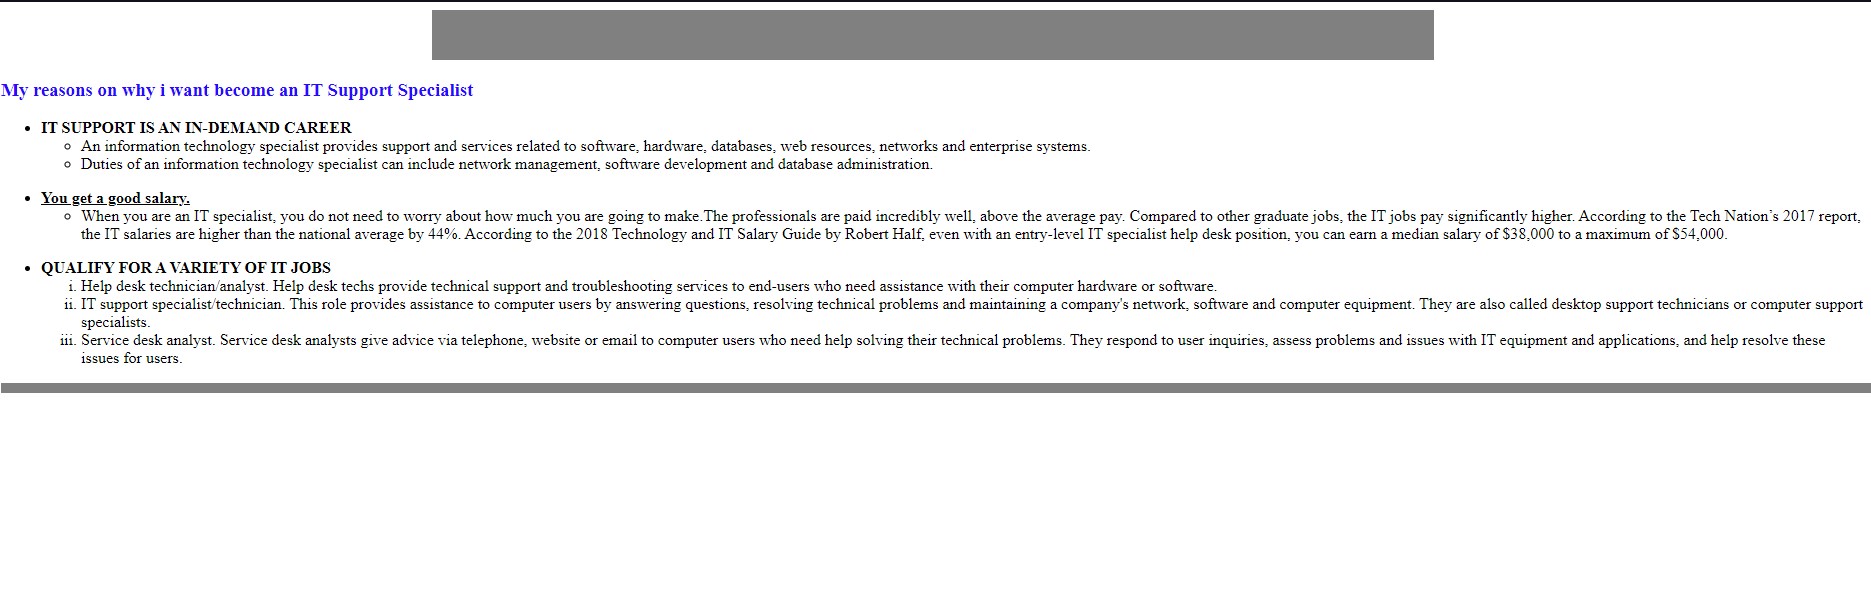 My reasons on why i want become an IT Support Specialist
IT SUPPORT IS AN IN-DEMAND CAREER
An information technology specialist provides support and services related to software, hardware, databases, web resources, networks and enterprise systems.
Duties of an information technology specialist can include network management, software development and database administration.
You get a good salary.
When you are an IT specialist, you do not need to worry about how much you are going to make.The professionals are paid incredibly well, above the average pay. Compared to other graduate jobs, the IT jobs pay significantly higher. According to the Tech Nation’s 2017 report,
the IT salaries are higher than the national average by 44%. According to the 2018 Technology and IT Salary Guide by Robert Half, even with an entry-level IT specialist help desk position, you can earn a median salary of $38,000 to a maximum of $54,000.
QUALIFY FOR A VARIETY OF IT JOBS
i. Help desk technician/analyst. Help desk techs provide technical support and troubleshooting services to end-users who need assistance with their computer hardware or software.
ii. IT support specialist/technician. This role provides assistance to computer users by answering questions, resolving technical problems and maintaining a company's network, software and computer equipment. They are also called desktop support technicians or computer support
specialists.
iii. Service desk analyst. Service desk analysts give advice via telephone, website or email to computer users who need help solving their technical problems. They respond to user inquiries, assess problems and issues with IT equipment and applications, and help resolve these
issues for users.